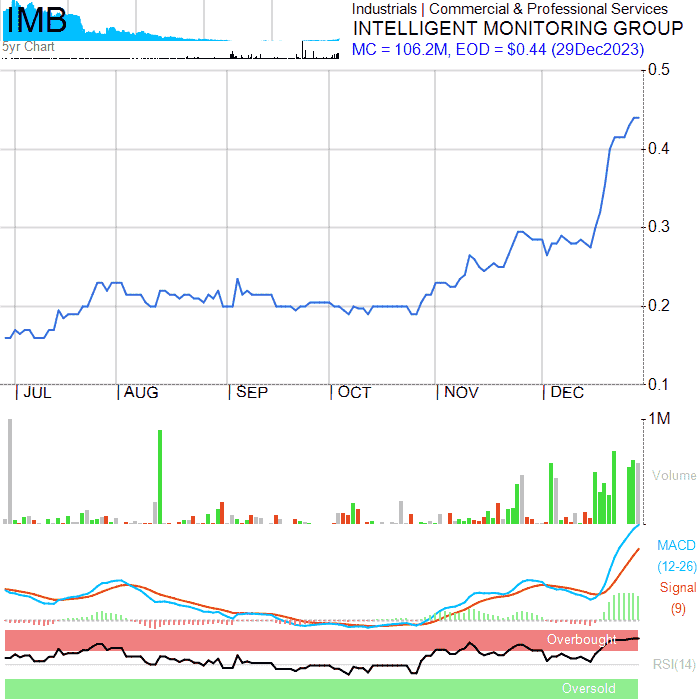 IMB
5yr Chart
Industrials | Commercial & Professional Services
INTELLIGENT MONITORING GROUP
MC = 106.2M, EOD = $0.44 (29Dec2023)
0.5
0.4
0.3
0.2
0.1
JUL AUG SEP OCT NOV DEC
1M
Volume
MACD
(12-26)
Signal
(9)
Overbought
RSI(14)
Oversold